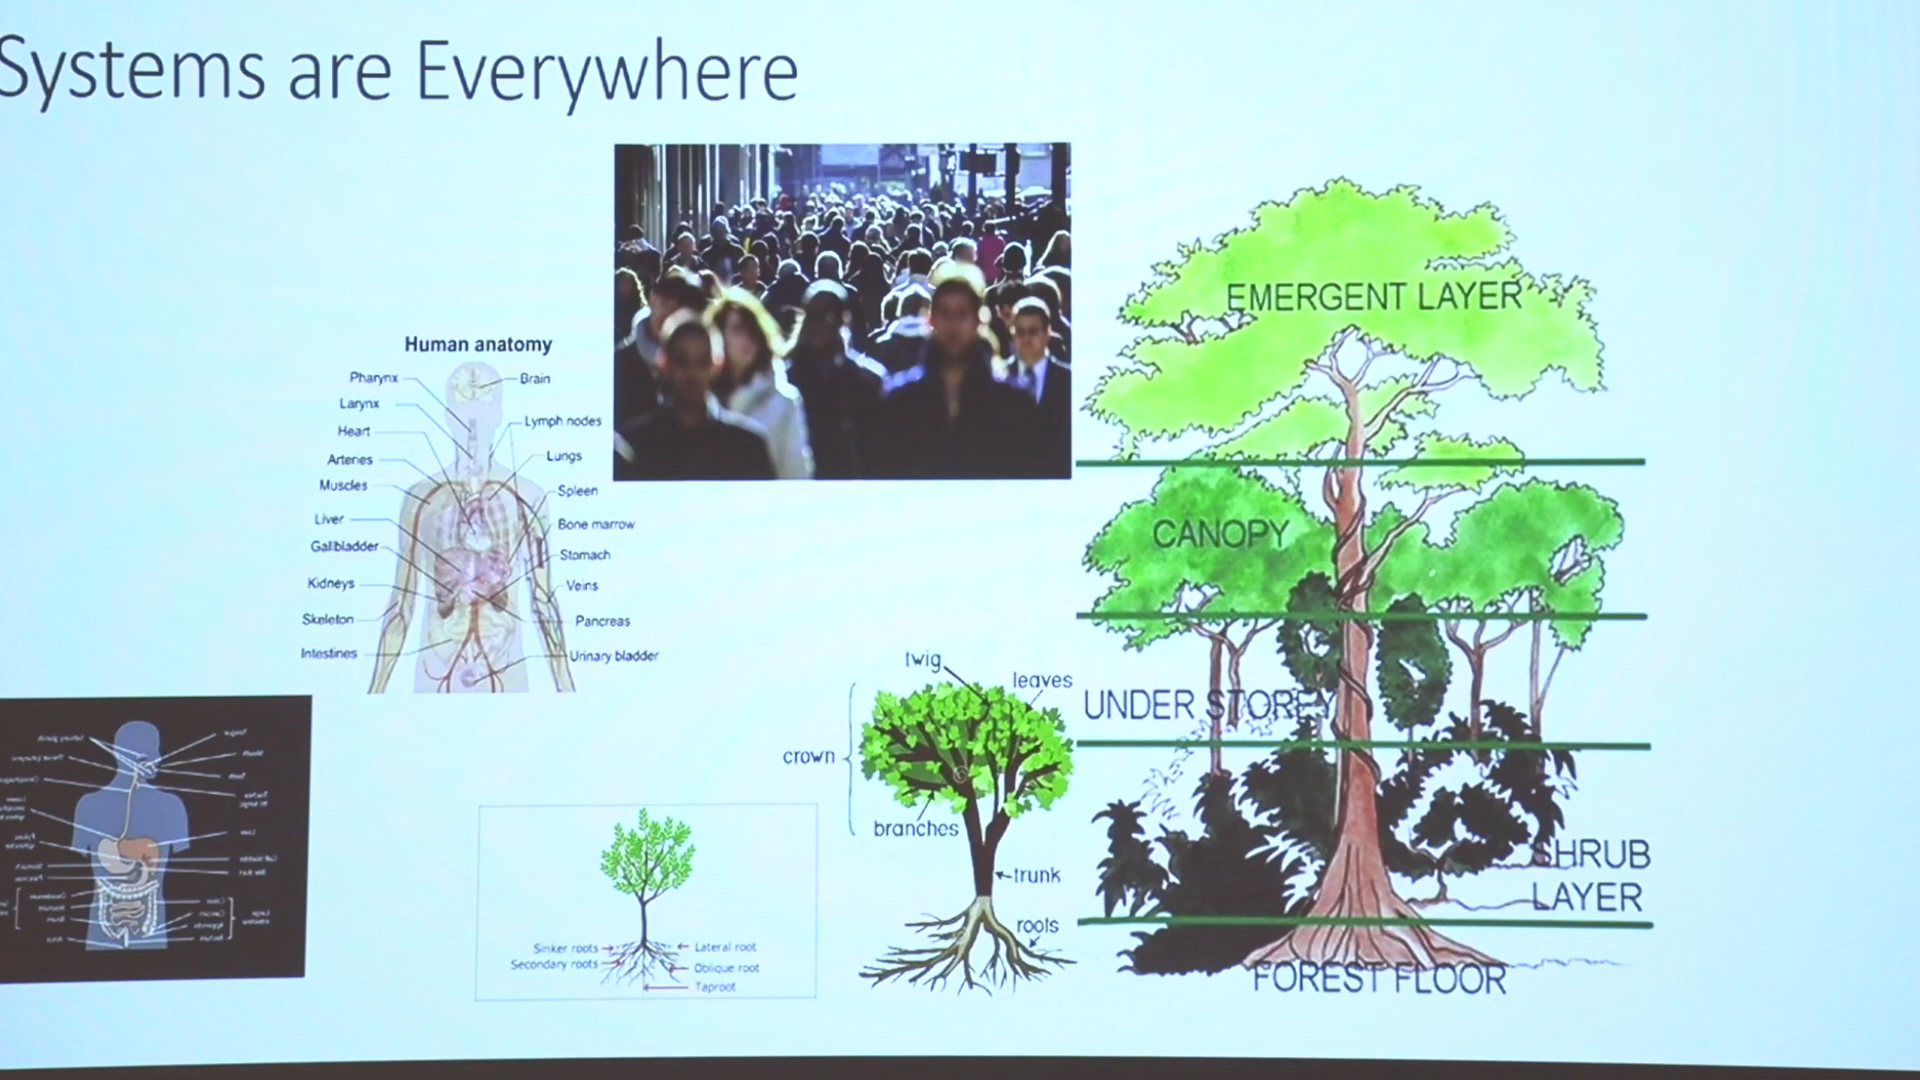 Systems are Everywhere
Human anatomy
Pharynx
Brain
Larynx
Lymph nodes
Heart
Lungs
Arteries
Muscles
Spleen
Liver
Bone marrow
Gallbladder
Stomach
Kidneys
Veins
Skeleton
Pancreas
Intestines
Urinary bladder
EMERGENT LAYER
CANOPY
UNDER STOREY
SHRUB
LAYER
FOREST FLOOR
twig
leaves
crown
branches
trunk
roots
Sinker roots
Lateral root
Secondary roots
Oblique root
Taproot